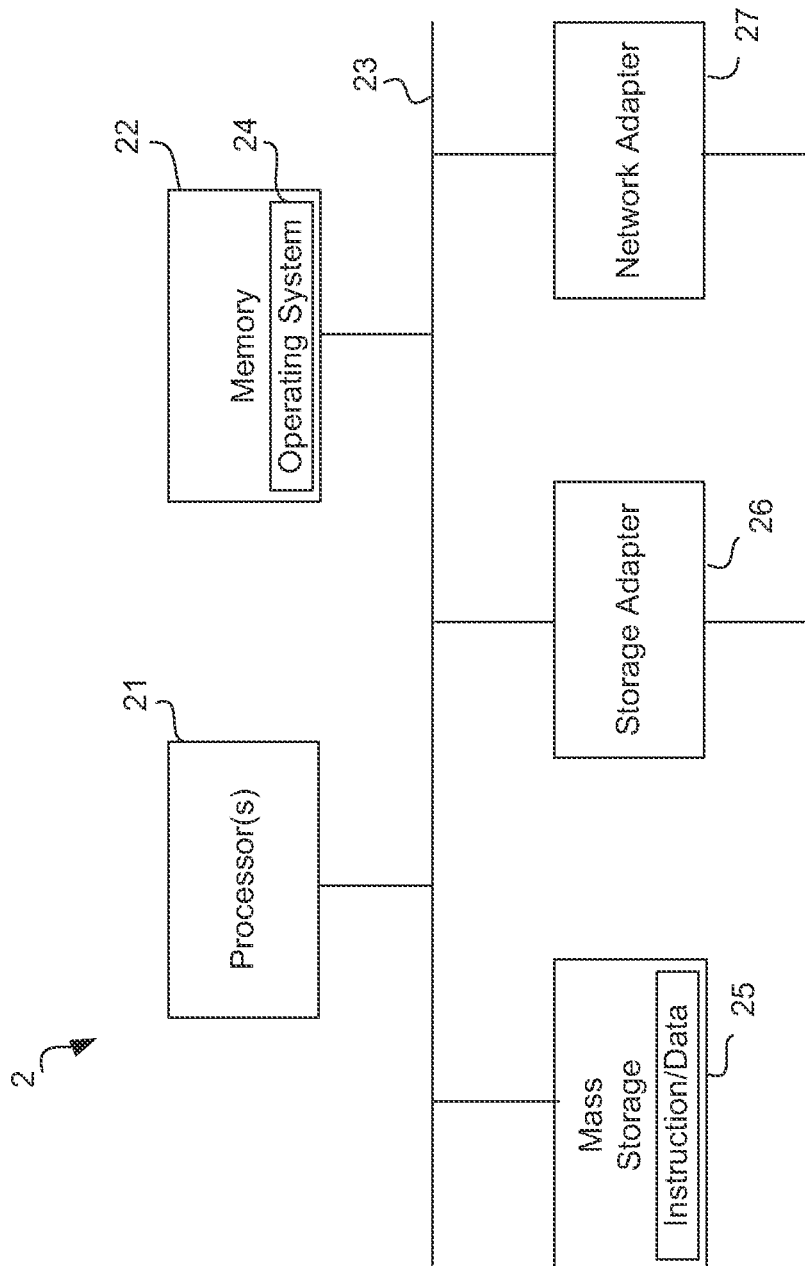 2
21
Processor(s)
22
Memory
24
Operating System
23
Mass
Storage
Instruction/Data
25
Storage Adapter
26
Network Adapter
27